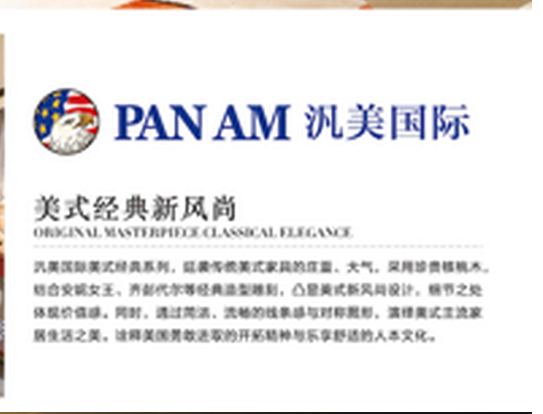 PAN AM 汎美国际
美式经典新风尚
ORIGINAL MASTERPIECE CLASSICAL ELEGANCE
汎美国际美式经典系列，延袭传统美式家具的庄重、大气，采用珍贵核桃木，
结合安妮女王、齐彭代尔等经典造型雕刻，凸显美式新风尚设计，细节之处
体现价值感。同时，透过简洁、流畅的线条感与对称图形，演绎美式主流家
居生活之美，诠释美国勇敢进取的开拓精神与乐享舒适的人本文化。